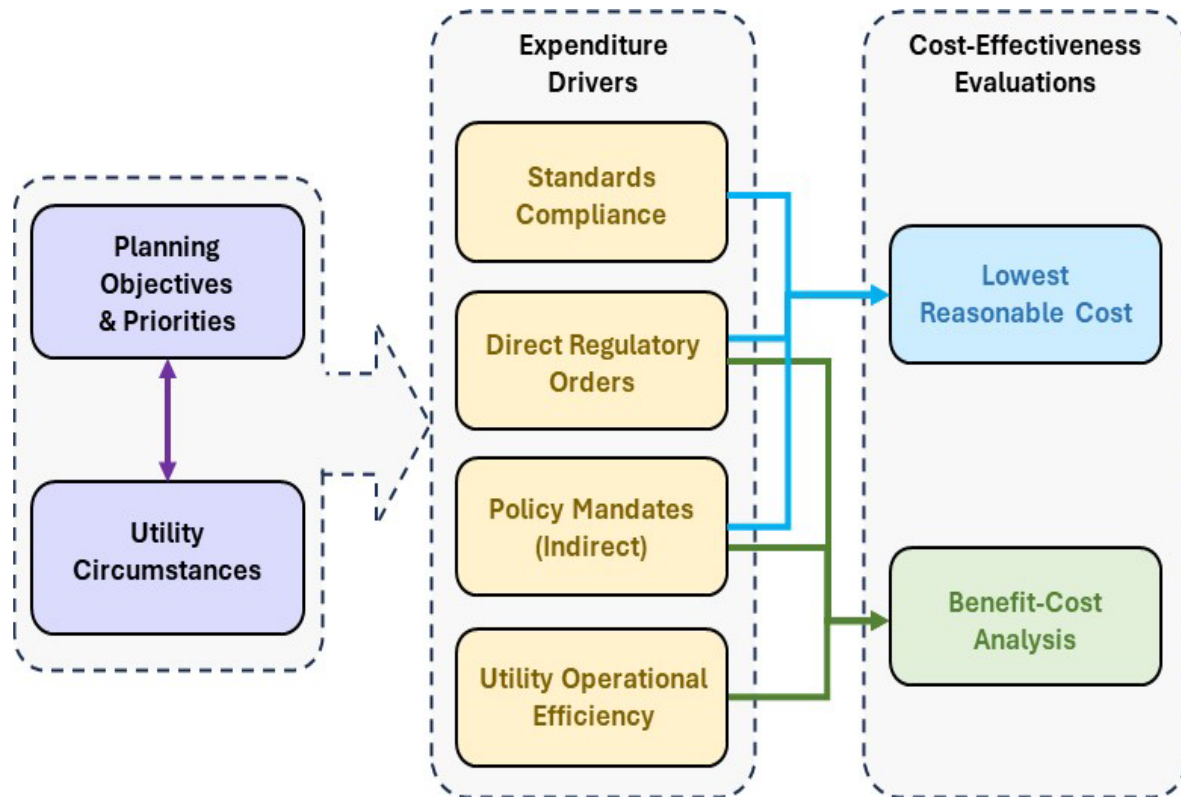 Planning
Objectives
& Priorities
Utility
Circumstances
Expenditure
Drivers
Standards
Compliance
Direct Regulatory
Orders
Policy Mandates
(Indirect)
Utility Operational
Efficiency
Cost-Effectiveness
Evaluations
Lowest
Reasonable Cost
Benefit-Cost
Analysis